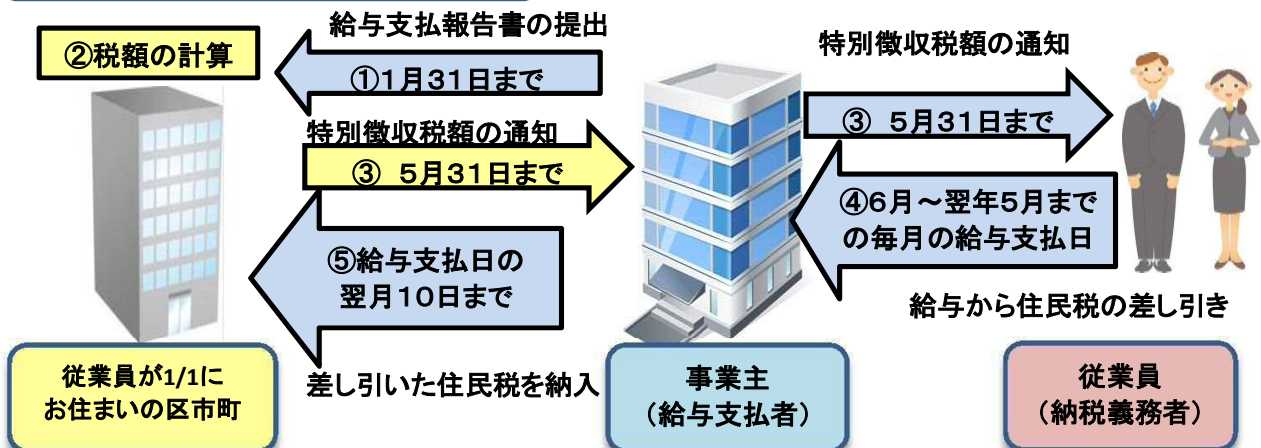 給与支払報告書の提出
②税額の計算
①1月31日まで
特別徴収税額の通知
③ 5月31日まで
特別徴収税額の通知
③ 5月31日まで
④6月～翌年5月まで
の毎月の給与支払日
⑤給与支払日の
翌月10日まで
給与から住民税の差し引き
差し引いた住民税を納入
従業員が1/1に
お住まいの区市町
事業主
（給与支払者）
従業員
（納税義務者）